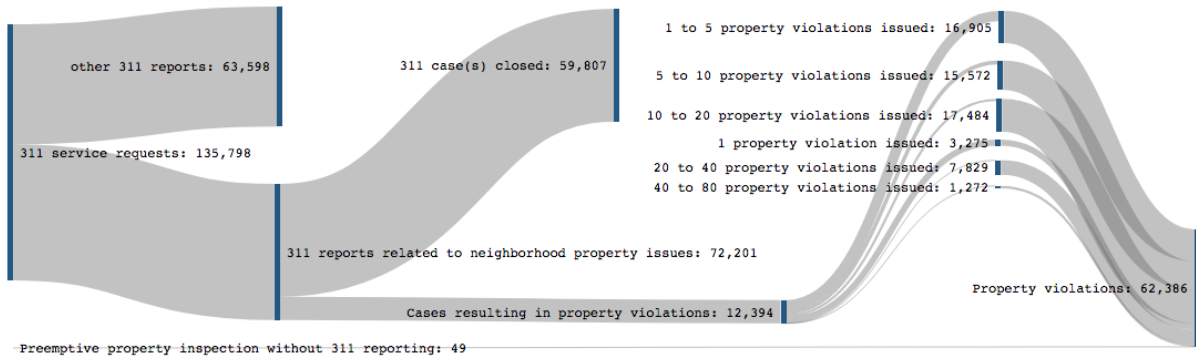 1 to 5 property violations issued: 16,905
other 311 reports: 63,598
311 case(s) closed: 59,807
5 to 10 property violations issued: 15,572
10 to 20 property violations issued: 17,484
1 property violation issued: 3,275
311 service requests: 135,798
20 to 40 property violations issued: 7,829
40 to 80 property violations issued: 1,272
311 reports related to neighborhood property issues: 72,201
Property violations: 62,386
Cases resulting in property violations: 12,394
Preemptive property inspection without 311 reporting: 49